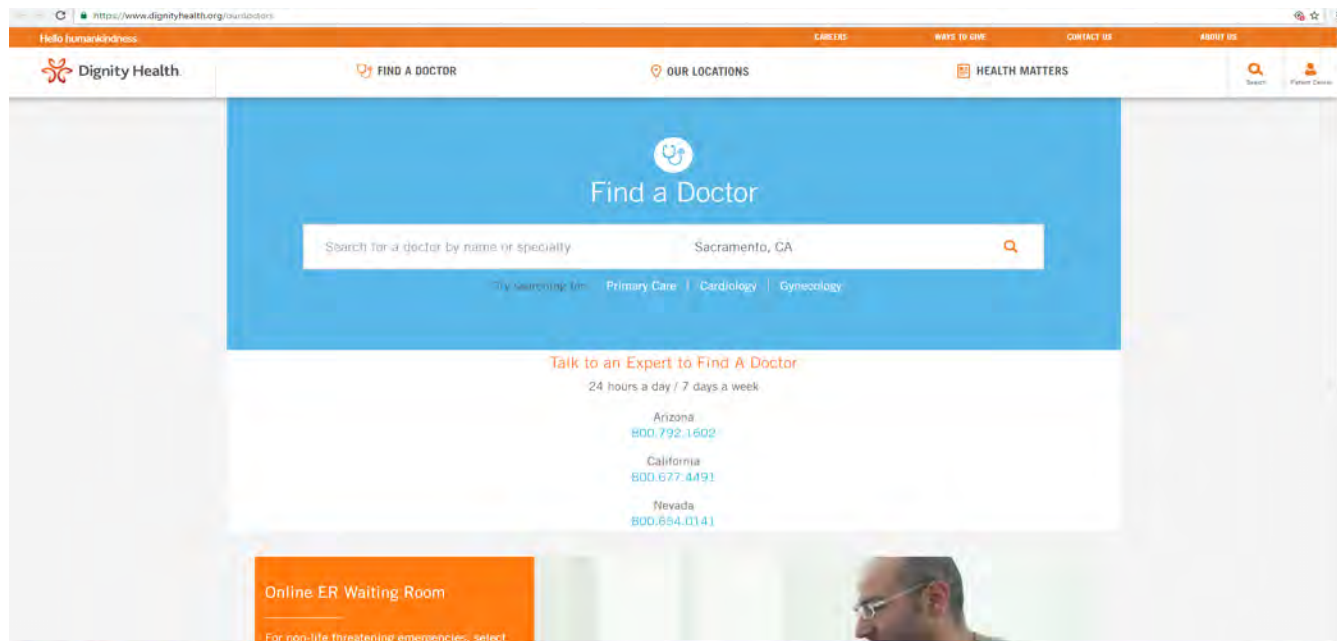 https://www.dignityhealth.org/ourdoctors
Hello humankindness
CAREERS
WAYS TO GIVE
CONTACT US
ABOUT US
Dignity Health
FIND A DOCTOR
OUR LOCATIONS
HEALTH MATTERS
Search
Patient Center
Find a Doctor
Search for a doctor by name or specialty
Sacramento, CA
Try searching for: Primary Care | Cardiology | Gynecology
Talk to an Expert to Find A Doctor
24 hours a day / 7 days a week
Arizona
800.792.1602
California
800.677.4491
Nevada
800.654.0141
Online ER Waiting Room
For non-life threatening emergencies, select